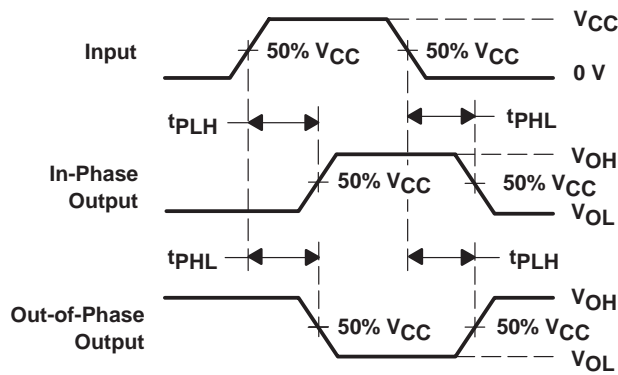 VCC
Input
50% VCC
50% VCC
0 V
tPLH
tPHL
VOH
In-Phase
Output
50% VCC
50% VCC
VOL
tPHL
tPLH
VOH
Out-of-Phase
Output
50% VCC
50% VCC
VOL